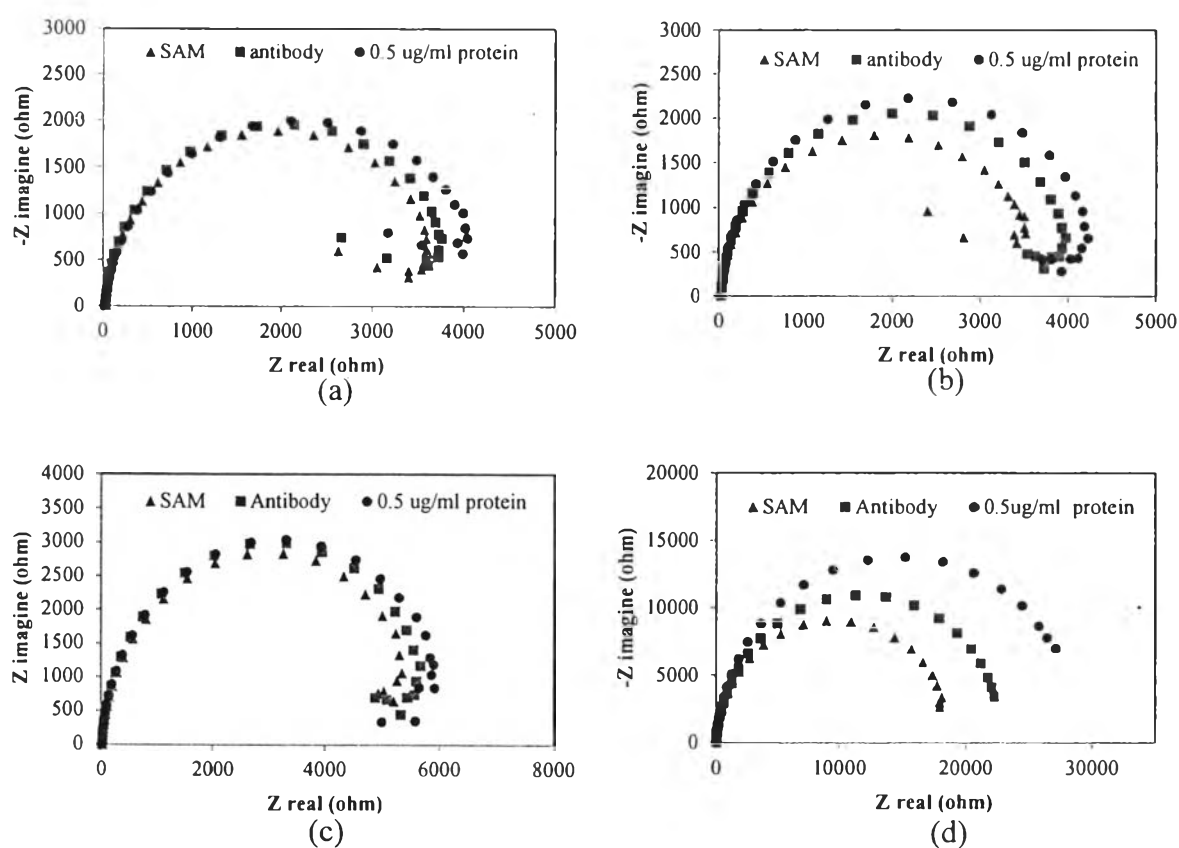 3000
▲ SAM ■ antibody ● 0.5 ug/ml protein
2500
2000
1500
1000
500
0
-Z imagine (ohm)
0 1000 2000 3000 4000 5000
Z real (ohm)
(a)
3000
▲ SAM ■ antibody ● 0.5 ug/ml protein
2500
2000
1500
1000
500
0
-Z imagine (ohm)
0 1000 2000 3000 4000 5000
Z real (ohm)
(b)
4000
▲ SAM ■ Antibody ● 0.5 ug/ml protein
3500
3000
2500
2000
1500
1000
500
0
Z imagine (ohm)
0 2000 4000 6000 8000
Z real (ohm)
(c)
20000
▲ SAM ■ Antibody ● 0.5ug/ml protein
15000
10000
5000
0
-Z imagine (ohm)
0 10000 20000 30000
Z real (ohm)
(d)